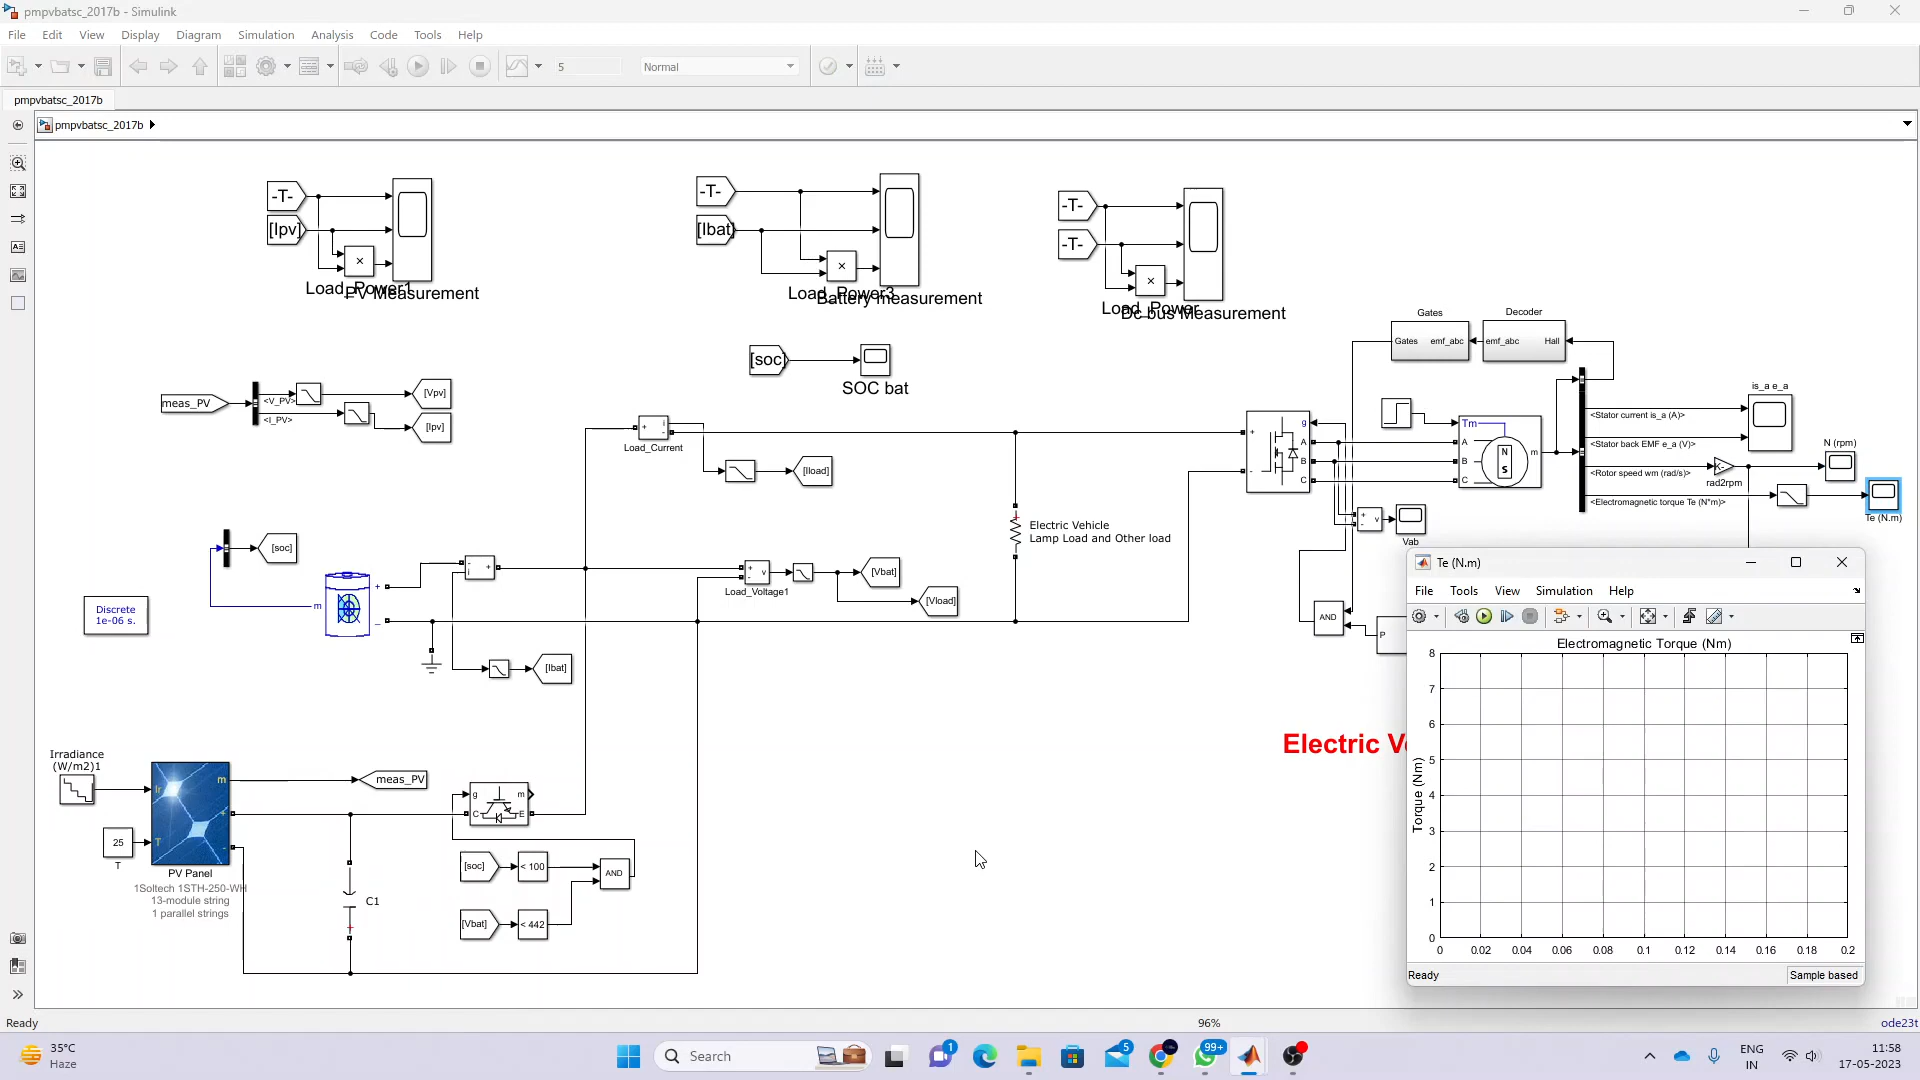 pmpvbatsc_2017b - Simulink
File Edit View Display Diagram Simulation Analysis Code Tools Help
5
Normal
pmpvbatsc_2017b
pmpvbatsc_2017b
-T-
[Ipv]
×
Load_Power1
PV Measurement
-T-
[Ibat]
×
Load_Power3
Battery measurement
-T-
-T-
×
Load_Power
Dc bus Measurement
[soc]
SOC bat
Gates
Gates emf_abc
Decoder
emf_abc Hall
meas_PV
<V_PV>
<I_PV>
[Vpv]
[Ipv]
Load_Current
+ i
-
[Iload]
Electric Vehicle
Lamp Load and Other load
+ g
A
B
- C
Tm
A
B
C
N
S
m
<Stator current is_a (A)>
<Stator back EMF e_a (V)>
<Rotor speed wm (rad/s)>
<Electromagnetic torque Te (N*m)>
is_a e_a
K-
rad2rpm
N (rpm)
Te (N.m)
+ v
-
Vab
[soc]
m
+
-
Discrete
1e-06 s.
- +
i
+ v
-
Load_Voltage1
[Vbat]
[Vload]
[Ibat]
AND
P
Electric V
Irradiance
(W/m2)1
25
T
Ir m
+
T -
PV Panel
1Soltech 1STH-250-WH
13-module string
1 parallel strings
meas_PV
g m
C E
C1
[soc]
< 100
AND
[Vbat]
< 442
Te (N.m)
File Tools View Simulation Help
Electromagnetic Torque (Nm)
Torque (Nm)
8
7
6
5
4
3
2
1
0
0 0.02 0.04 0.06 0.08 0.1 0.12 0.14 0.16 0.18 0.2
Ready
Sample based
Ready
96%
ode23t
35°C
Haze
Search
1
5
99+
ENG
IN
11:58
17-05-2023